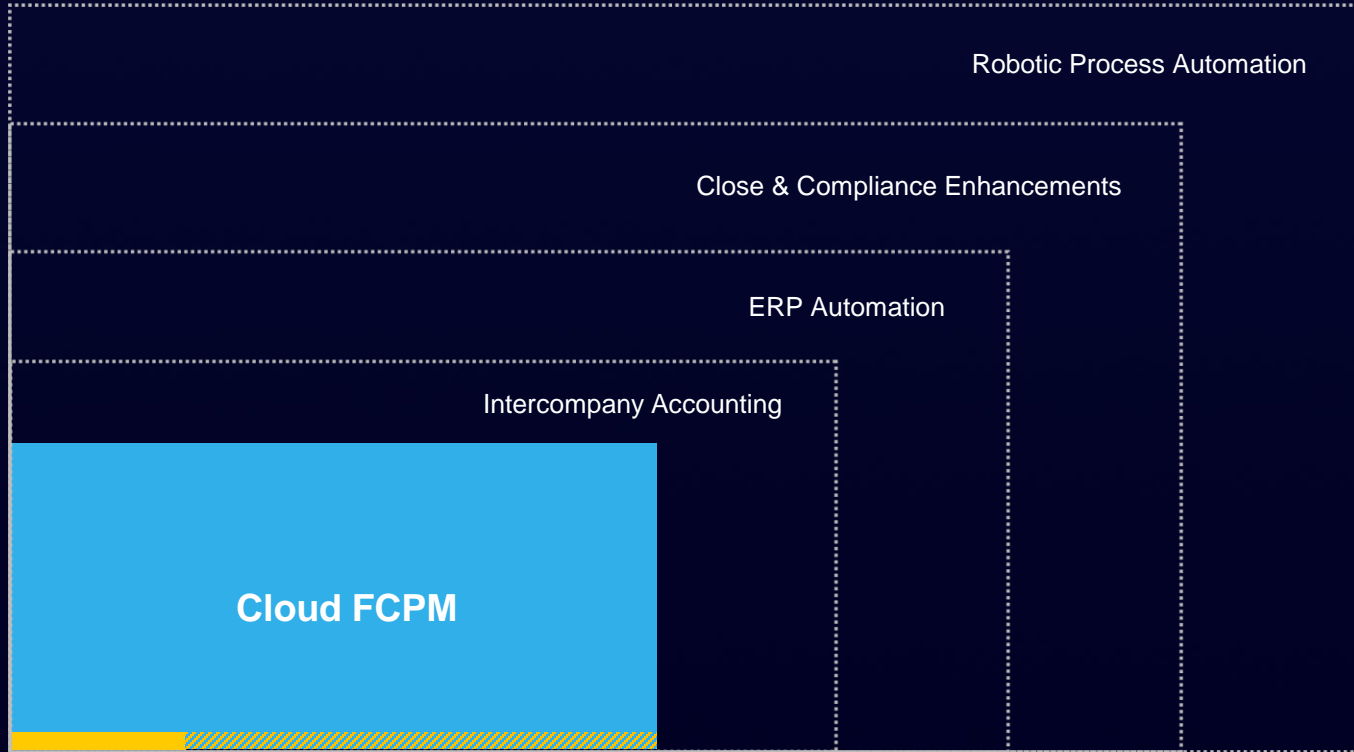 Robotic Process Automation
Close & Compliance Enhancements
ERP Automation
Intercompany Accounting
Cloud FCPM